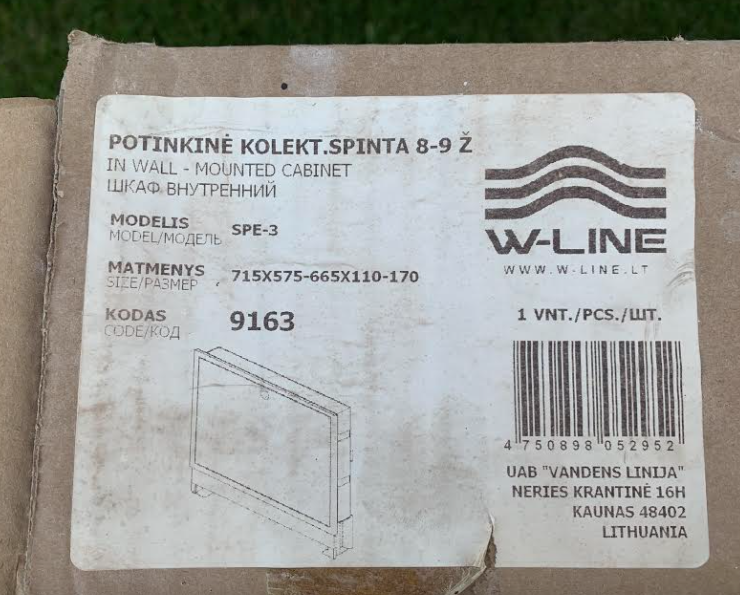 POTINKINĖ KOLEKT.SPINTA 8-9 Ž
IN WALL - MOUNTED CABINET
ШКАФ ВНУТРЕННИЙ
MODELIS
MODEL/МОДЕЛЬ
SPE-3
MATMENYS
SIZE/РАЗМЕР
715X575-665X110-170
KODAS
CODE/КОД
9163
W-LINE
WWW.W-LINE.LT
1 VNT./PCS./ШТ.
4 750898 052952
UAB "VANDENS LINIJA"
NERIES KRANTINĖ 16H
KAUNAS 48402
LITHUANIA